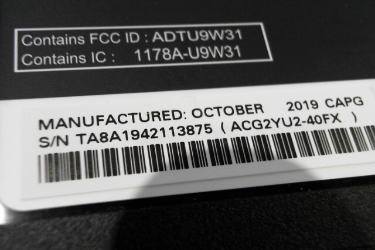 Contains FCC ID : ADTU9W31
Contains IC : 1178A-U9W31
MANUFACTURED: OCTOBER 2019 CAPG
S/N TA8A1942113875 ( ACG2YU2-40FX )